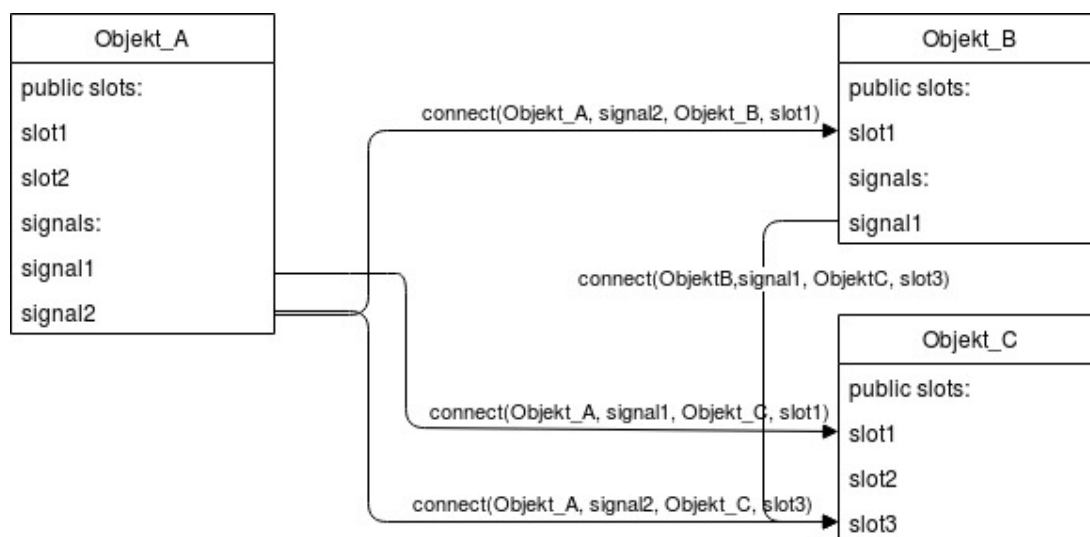 Objekt_A
public slots:
slot1
slot2
signals:
signal1
signal2
connect(Objekt_A, signal2, Objekt_B, slot1)
Objekt_B
public slots:
slot1
signals:
signal1
connect(ObjektB,signal1, ObjektC, slot3)
connect(Objekt_A, signal1, Objekt_C, slot1)
connect(Objekt_A, signal2, Objekt_C, slot3)
Objekt_C
public slots:
slot1
slot2
slot3